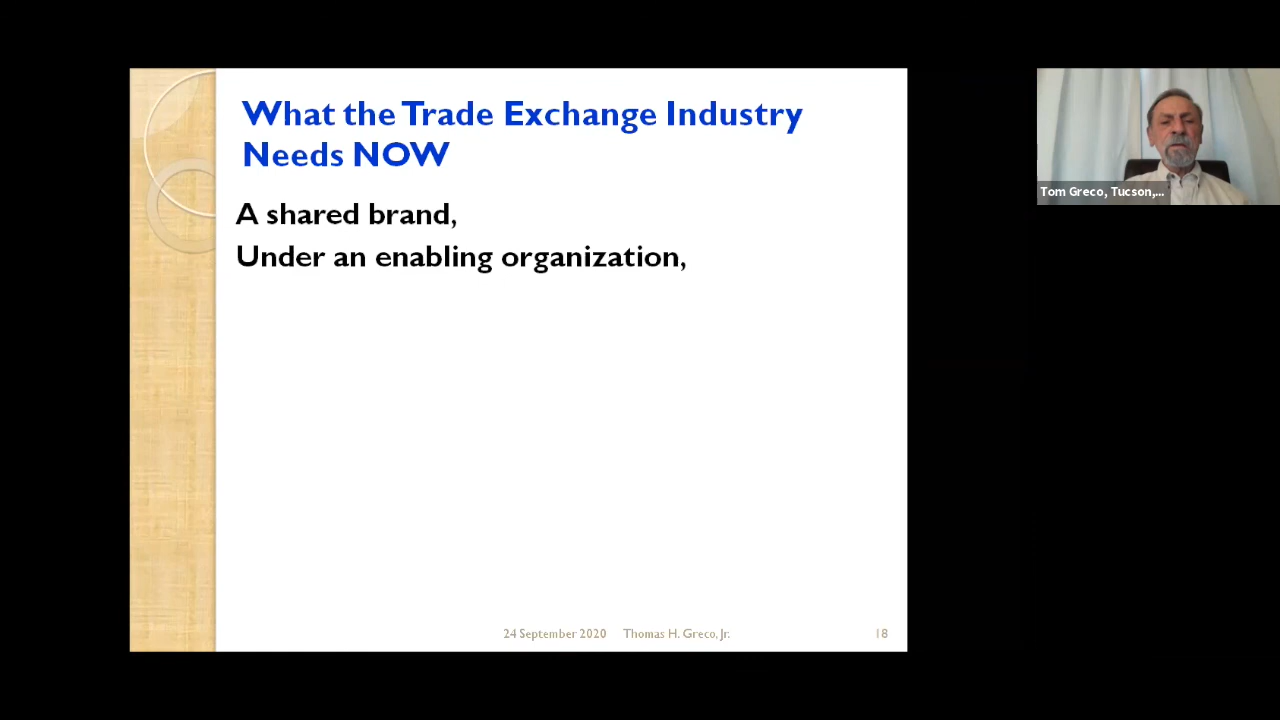 What the Trade Exchange Industry
Needs NOW
A shared brand,
Under an enabling organization,
24 September 2020 Thomas H. Greco, Jr. 18
Tom Greco, Tucson,...